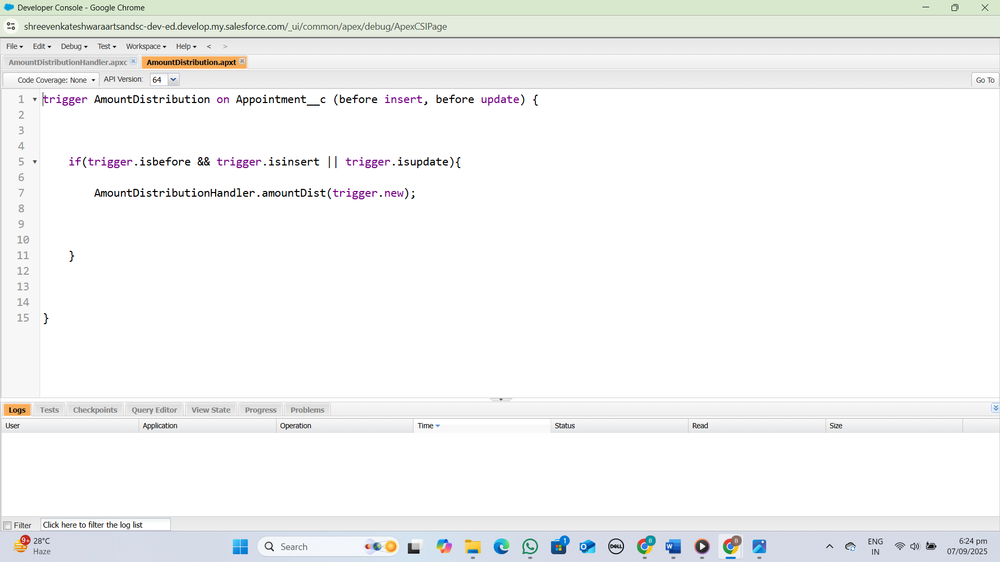 Developer Console - Google Chrome
shreevenkateshwaraartsandsc-dev-ed.develop.my.salesforce.com/_ui/common/apex/debug/ApexCSIPage
File Edit Debug Test Workspace Help < >
AmountDistributionHandler.apxc AmountDistribution.apxt
Code Coverage: None API Version: 64 Go To
1 trigger AmountDistribution on Appointment__c (before insert, before update) {
2
3
4
5 if(trigger.isbefore && trigger.isinsert || trigger.isupdate){
6
7 AmountDistributionHandler.amountDist(trigger.new);
8
9
10
11 }
12
13
14
15 }
Logs Tests Checkpoints Query Editor View State Progress Problems
User Application Operation Time Status Read Size
Filter Click here to filter the log list
9+ 28°C
Haze
Search
1
DELL
B
W
B
ENG
IN
6:24 pm
07/09/2025